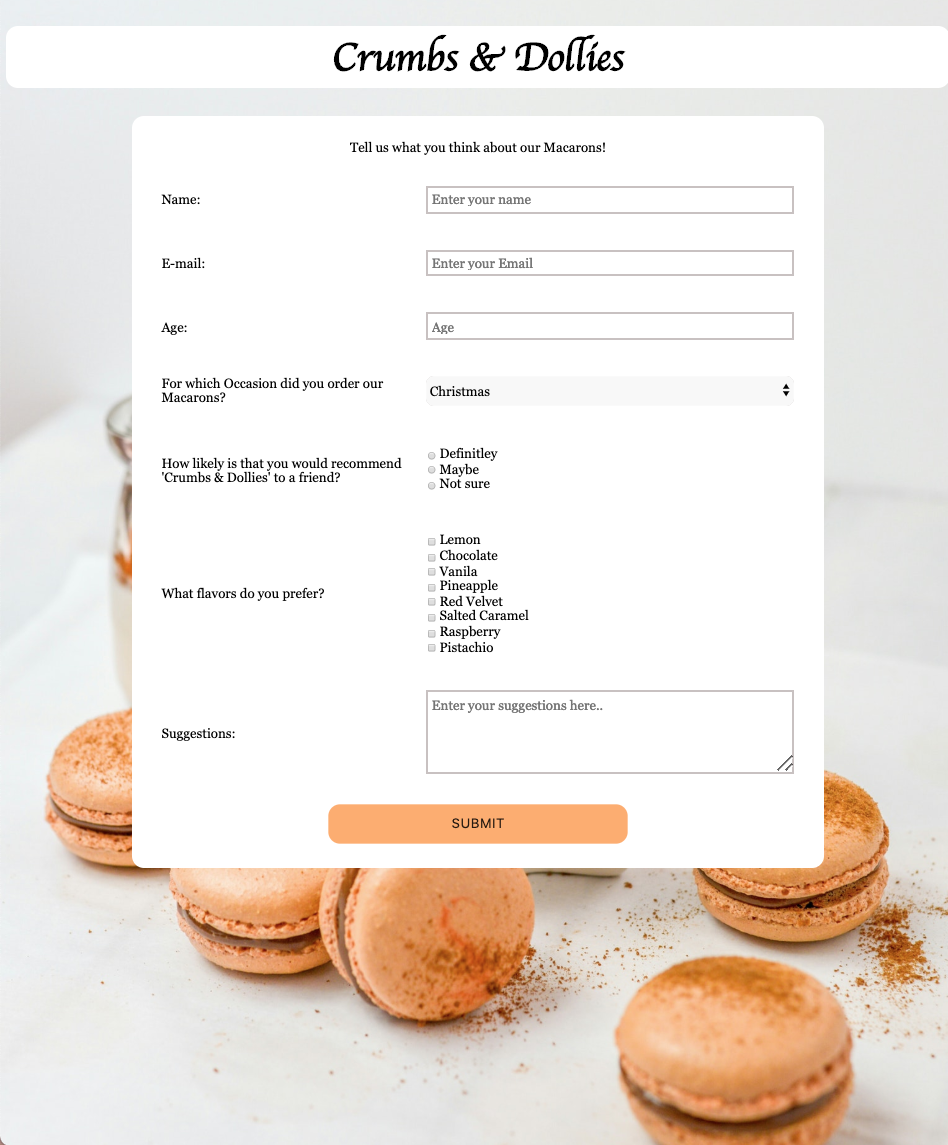 Crumbs & Dollies
Tell us what you think about our Macarons!
Name:
Enter your name
E-mail:
Enter your Email
Age:
Age
For which Occasion did you order our
Macarons?
Christmas
How likely is that you would recommend
'Crumbs & Dollies' to a friend?
Definitley
Maybe
Not sure
What flavors do you prefer?
Lemon
Chocolate
Vanila
Pineapple
Red Velvet
Salted Caramel
Raspberry
Pistachio
Suggestions:
Enter your suggestions here..
SUBMIT